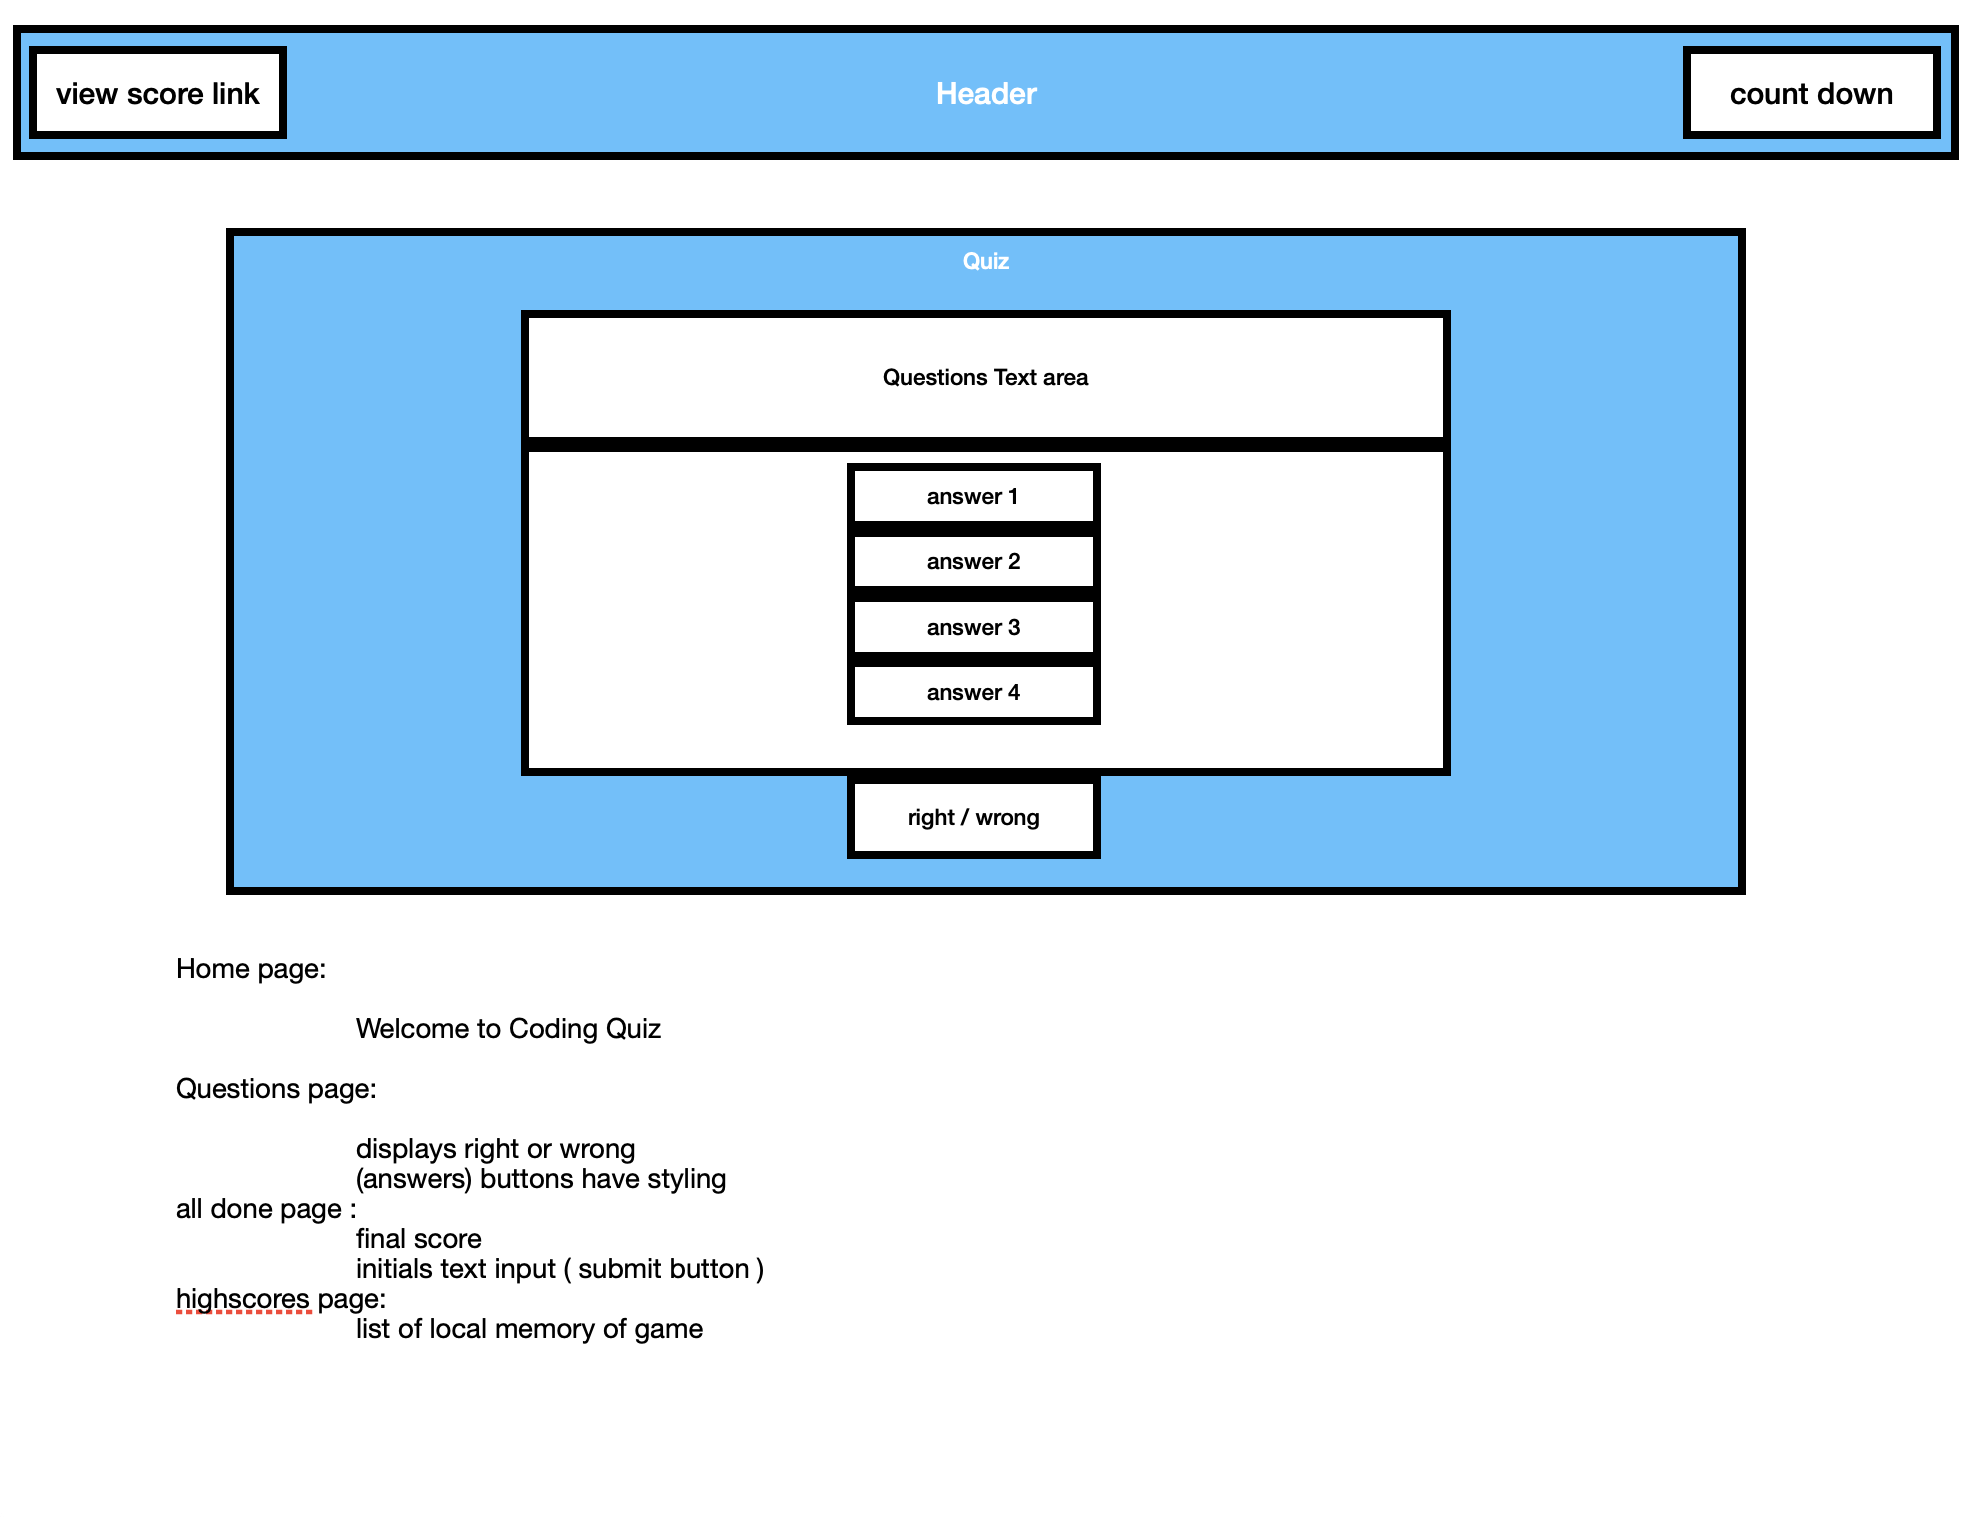 view score link
Header
count down
Quiz
Questions Text area
answer 1
answer 2
answer 3
answer 4
right / wrong
Home page:
Welcome to Coding Quiz
Questions page:
displays right or wrong
(answers) buttons have styling
all done page :
final score
initials text input ( submit button )
highscores page:
list of local memory of game